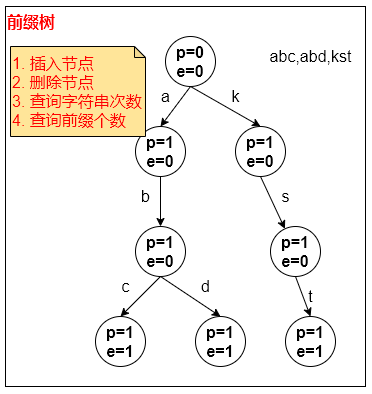 前缀树
1. 插入节点
2. 删除节点
3. 查询字符串次数
4. 查询前缀个数
abc,abd,kst
p=0
e=0
a
k
p=1
e=0
p=1
e=0
b
s
p=1
e=0
p=1
e=0
c
d
t
p=1
e=1
p=1
e=1
p=1
e=1